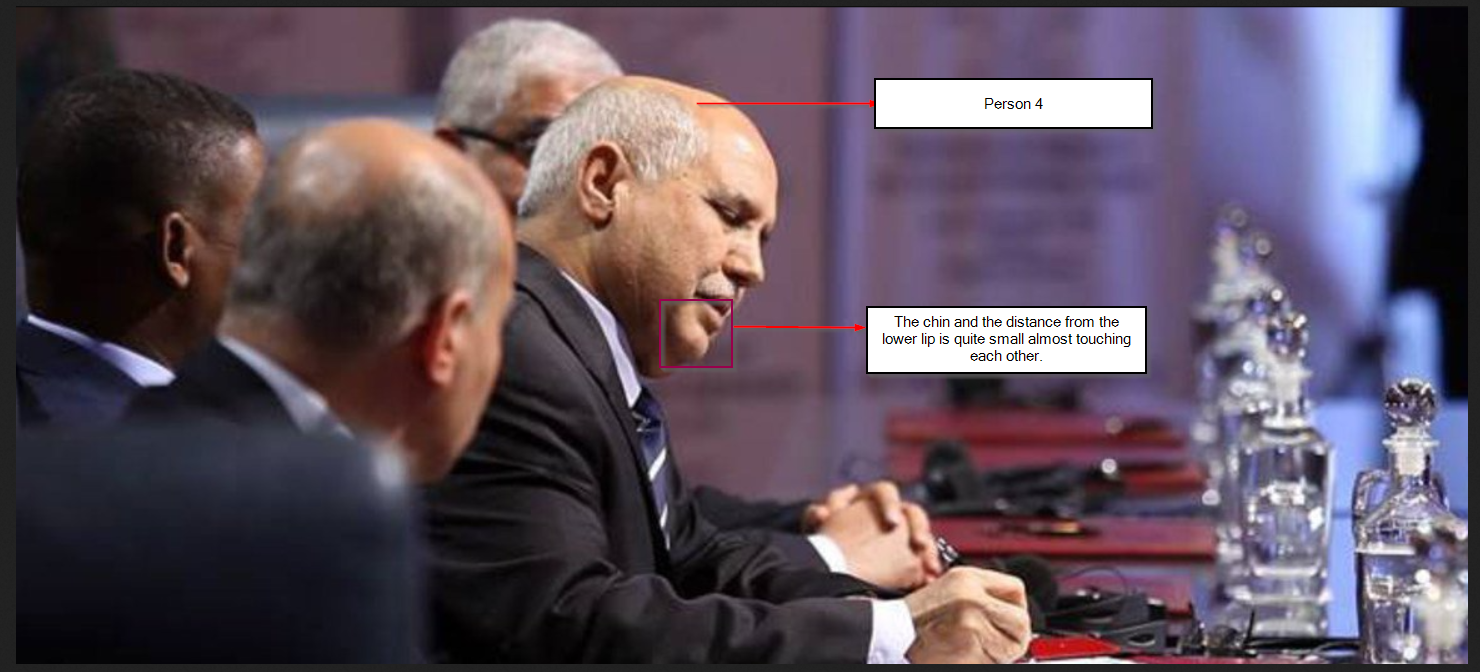 Person 4
The chin and the distance from the
lower lip is quite small almost touching
each other.